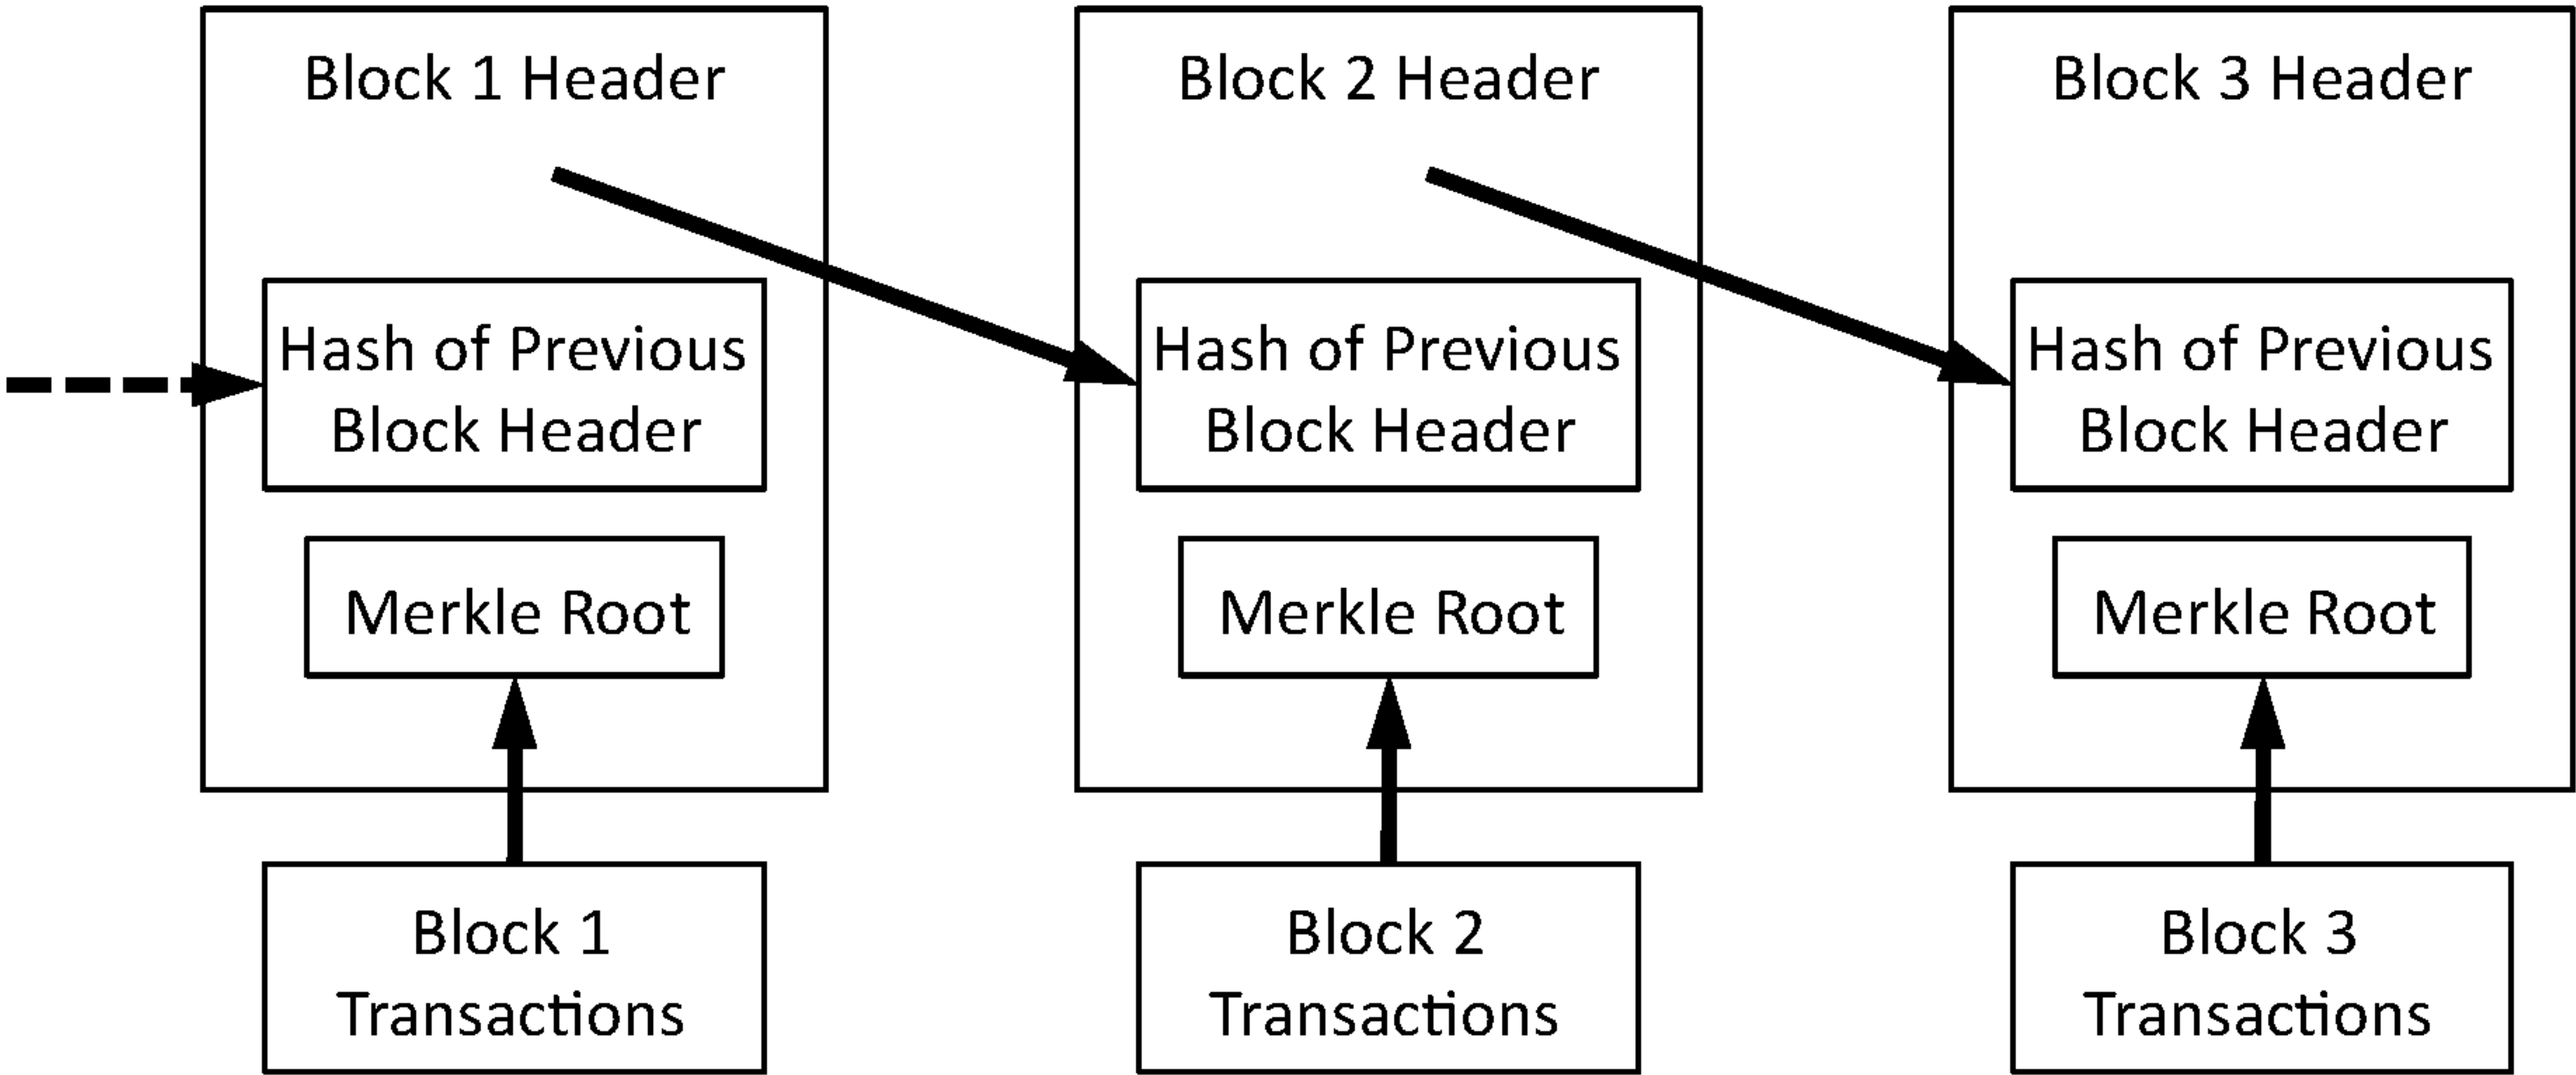 Block 1 Header
Hash of Previous
Block Header
Merkle Root
Block 1
Transactions
Block 2 Header
Hash of Previous
Block Header
Merkle Root
Block 2
Transactions
Block 3 Header
Hash of Previous
Block Header
Merkle Root
Block 3
Transactions